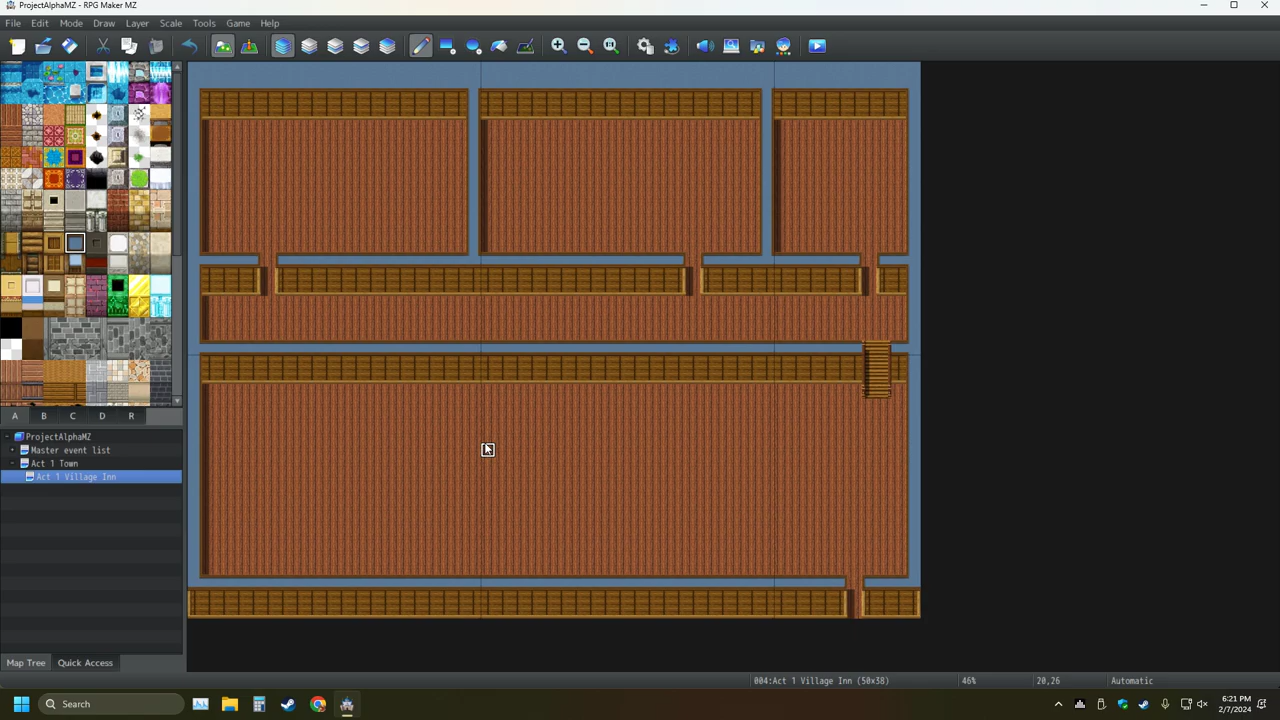 ProjectAlphaMZ - RPG Maker MZ
File Edit Mode Draw Layer Scale Tools Game Help
A B C D R
ProjectAlphaMZ
Master event list
Act 1 Town
Act 1 Village Inn
Map Tree Quick Access
004:Act 1 Village Inn (50x38) 46% 20,26 Automatic
Search
6:21 PM
2/7/2024